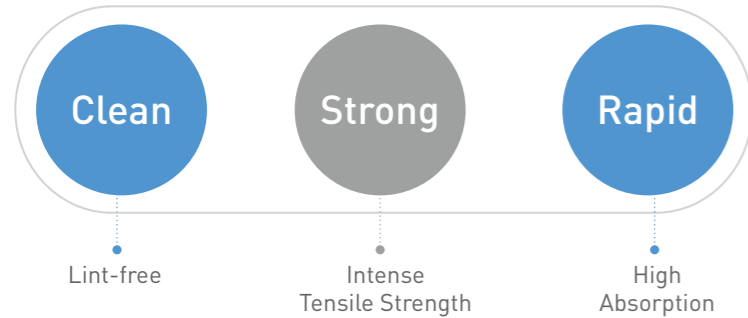 Clean
Strong
Rapid
Lint-free
Intense
Tensile Strength
High
Absorption